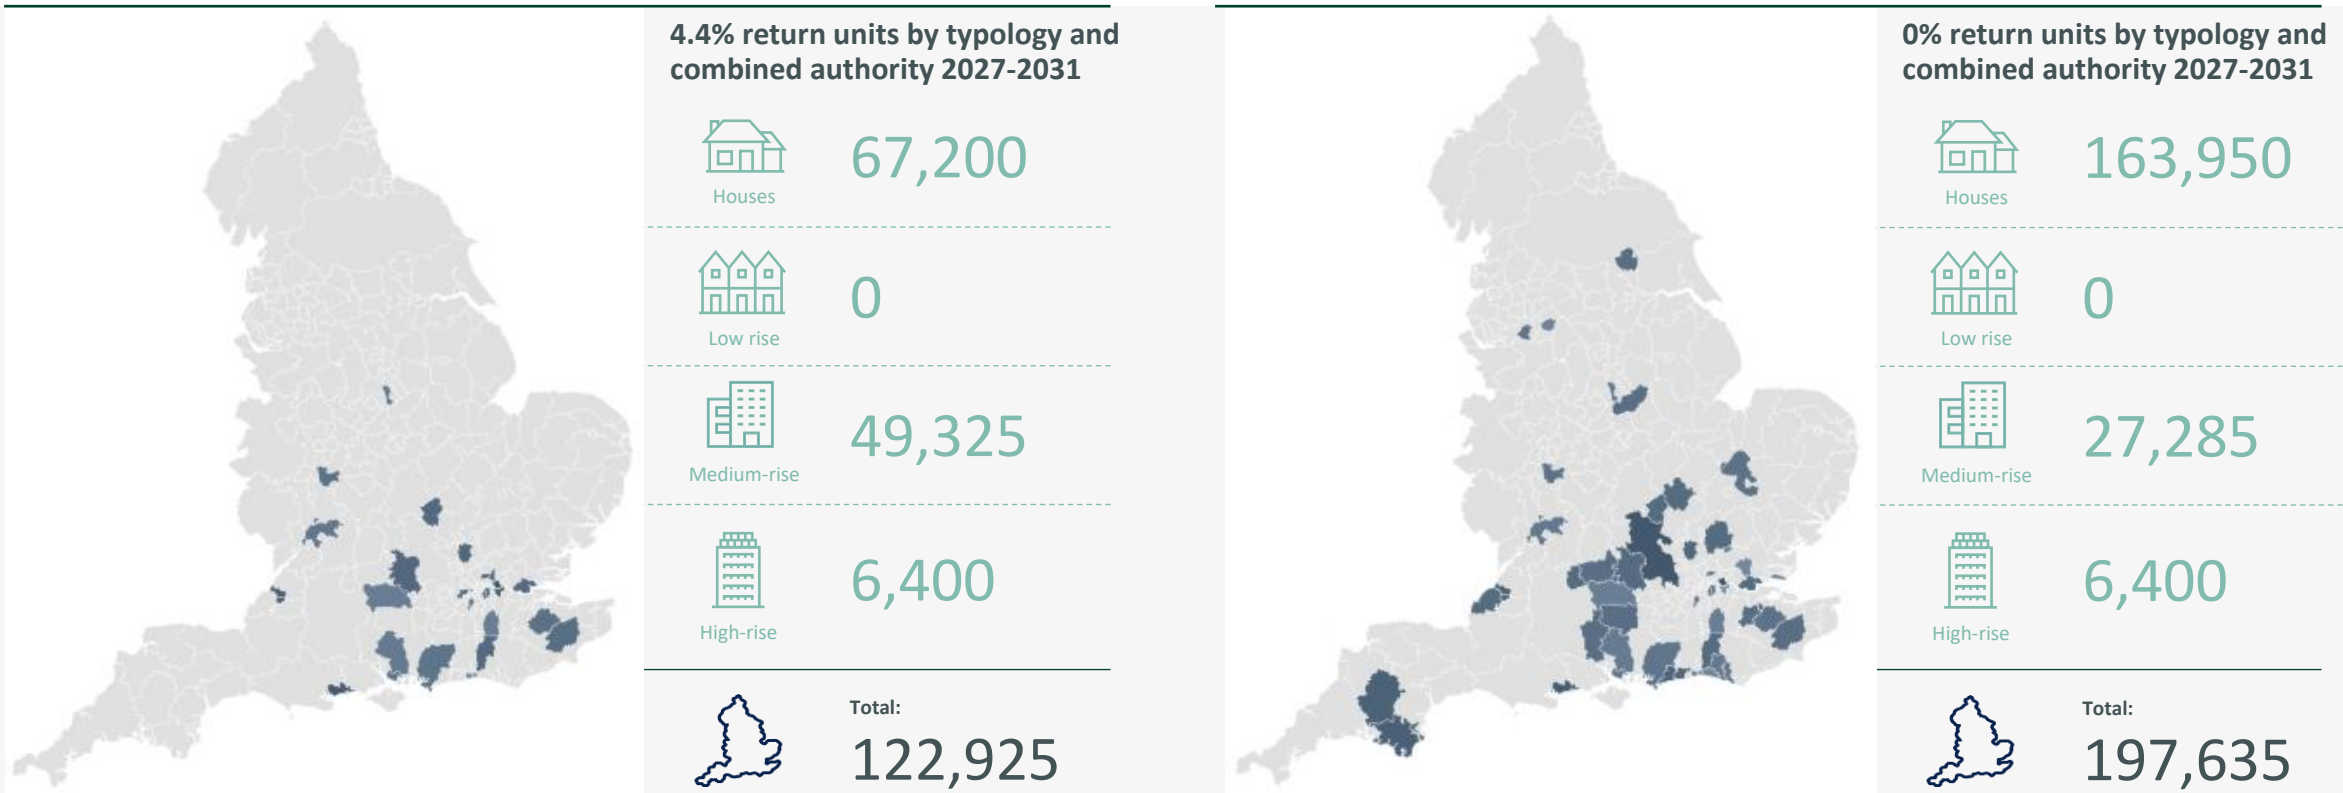 4.4% return units by typology and
combined authority 2027-2031
Houses
67,200
Low rise
0
Medium-rise
49,325
High-rise
6,400
Total:
122,925
0% return units by typology and
combined authority 2027-2031
Houses
163,950
Low rise
0
Medium-rise
27,285
High-rise
6,400
Total:
197,635